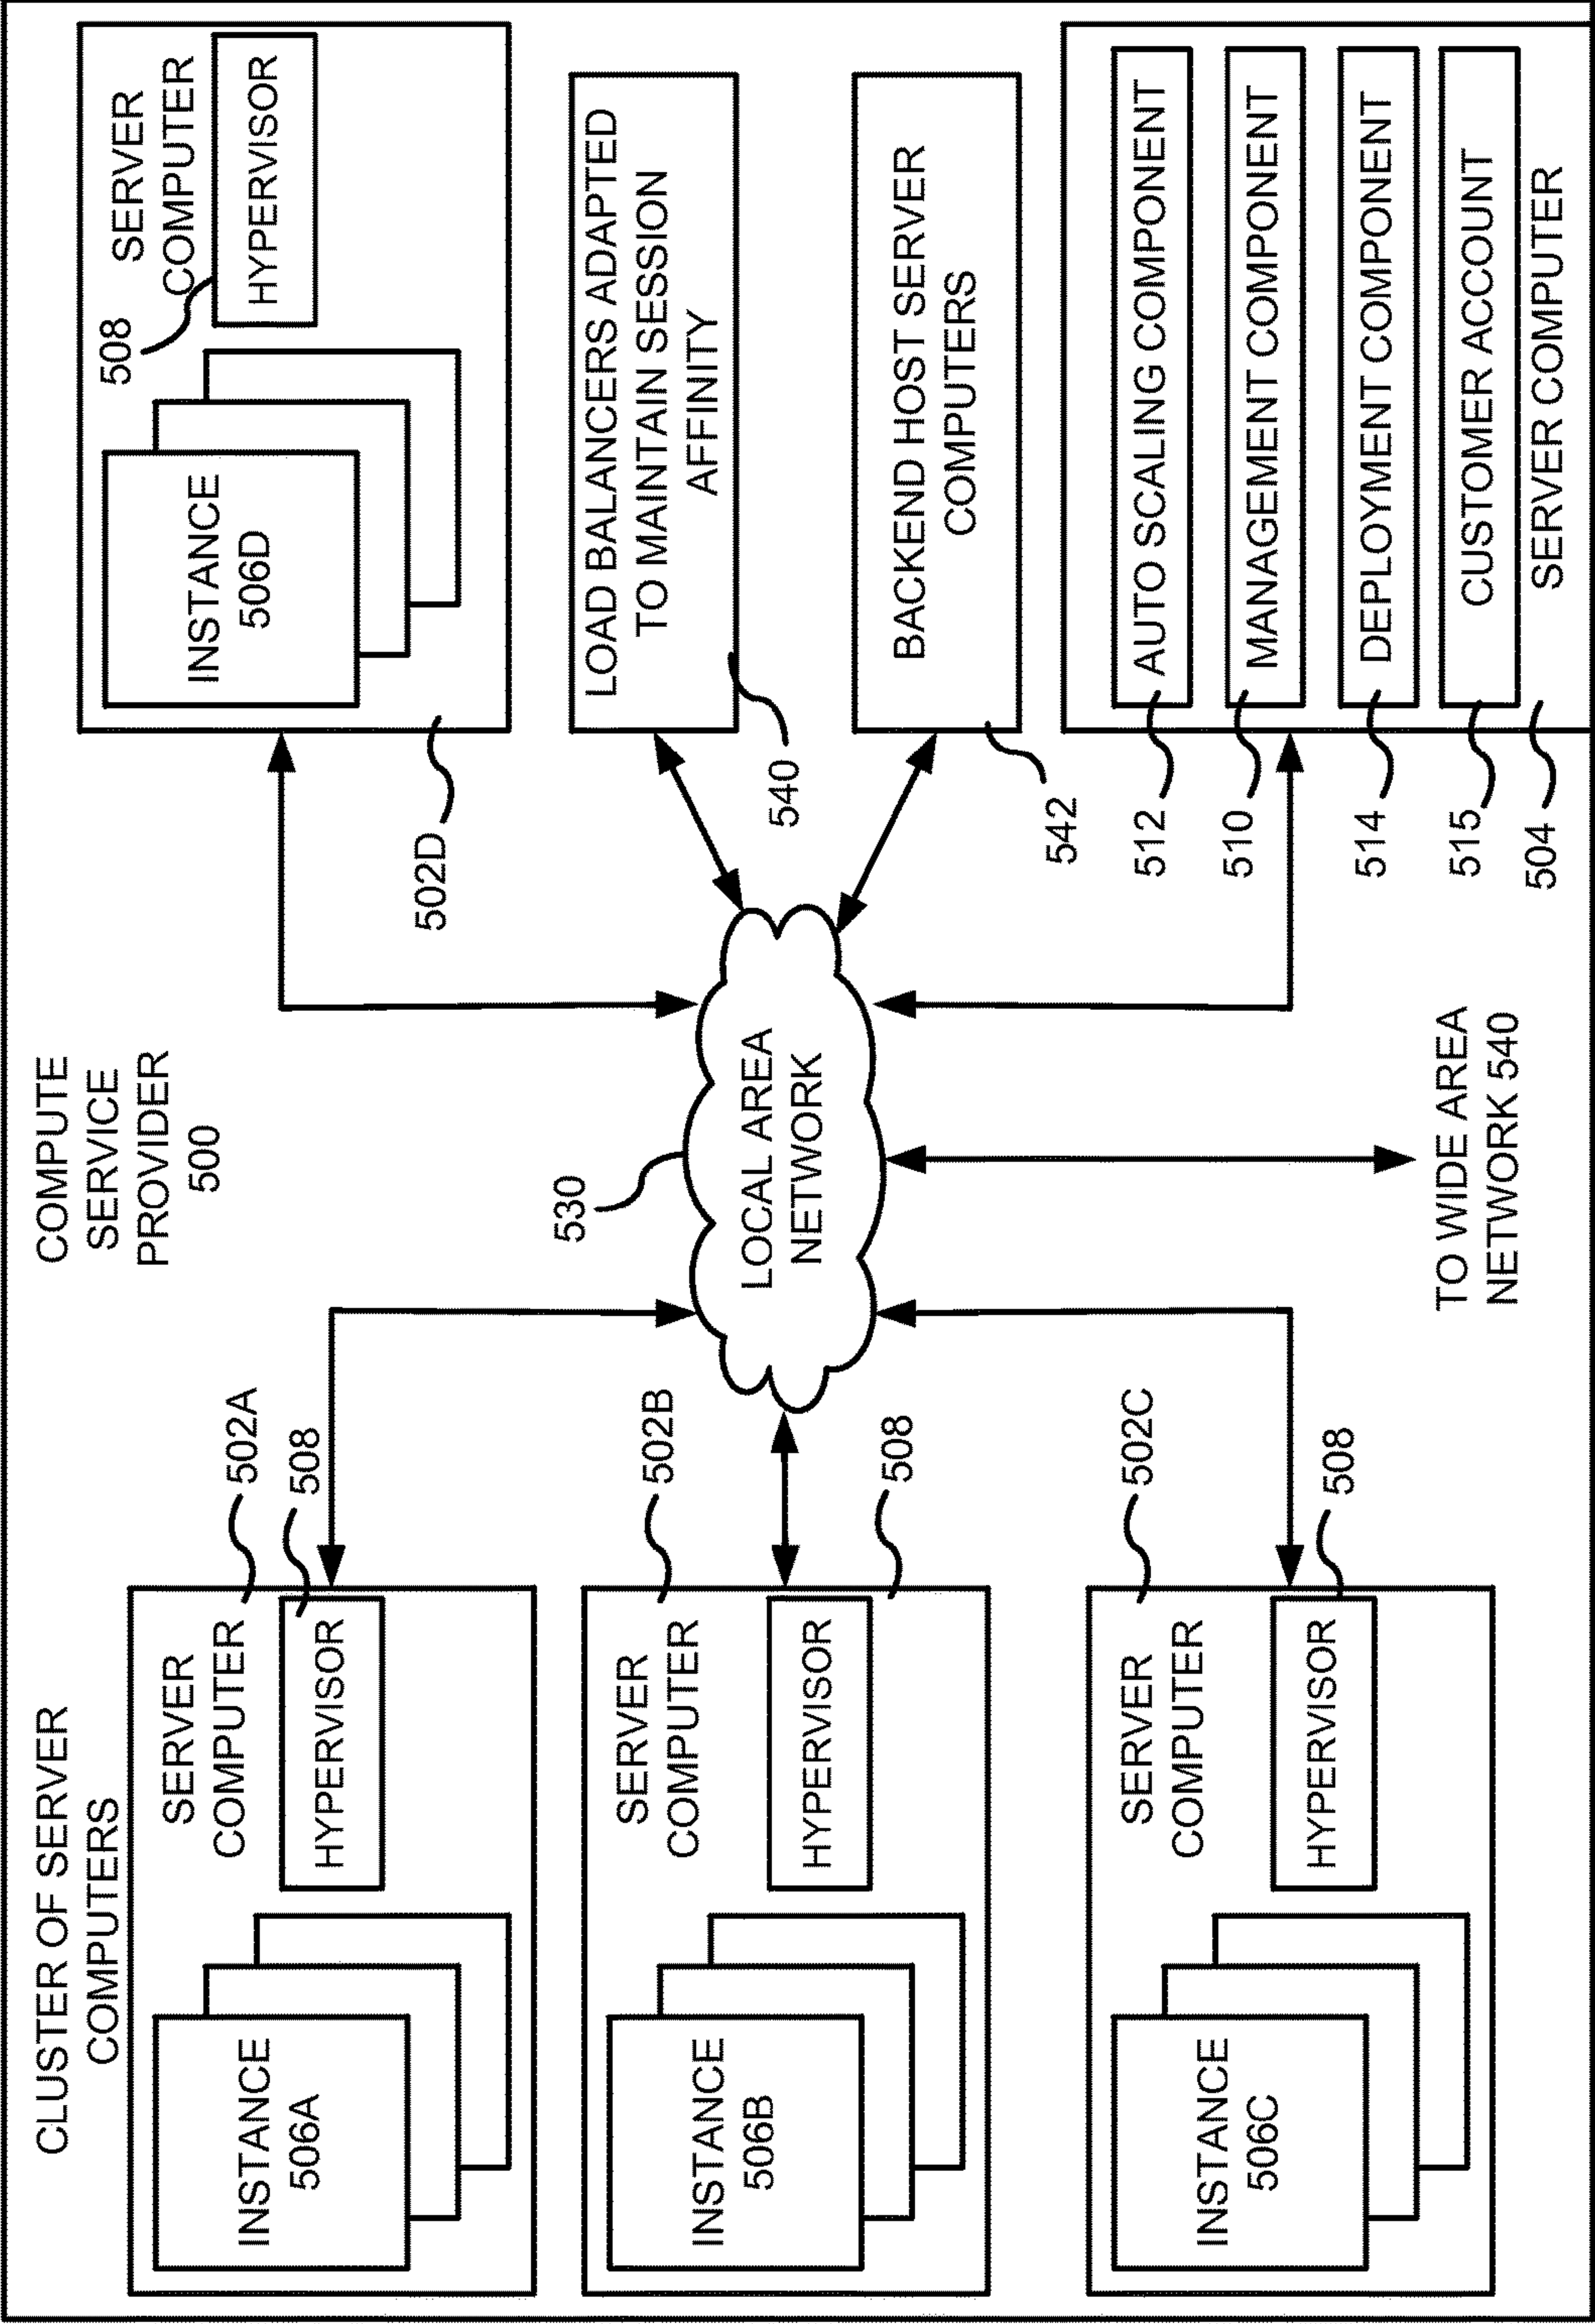 CLUSTER OF SERVER
COMPUTERS
COMPUTE
SERVICE
PROVIDER
500
SERVER
COMPUTER
502A
HYPERVISOR
508
INSTANCE
506A
SERVER
COMPUTER
502B
HYPERVISOR
508
INSTANCE
506B
SERVER
COMPUTER
502C
HYPERVISOR
508
INSTANCE
506C
530
LOCAL AREA
NETWORK
TO WIDE AREA
NETWORK 540
SERVER
COMPUTER
508
HYPERVISOR
INSTANCE
506D
502D
LOAD BALANCERS ADAPTED
TO MAINTAIN SESSION
AFFINITY
540
BACKEND HOST SERVER
COMPUTERS
542
AUTO SCALING COMPONENT
512
MANAGEMENT COMPONENT
510
DEPLOYMENT COMPONENT
514
CUSTOMER ACCOUNT
515
SERVER COMPUTER
504